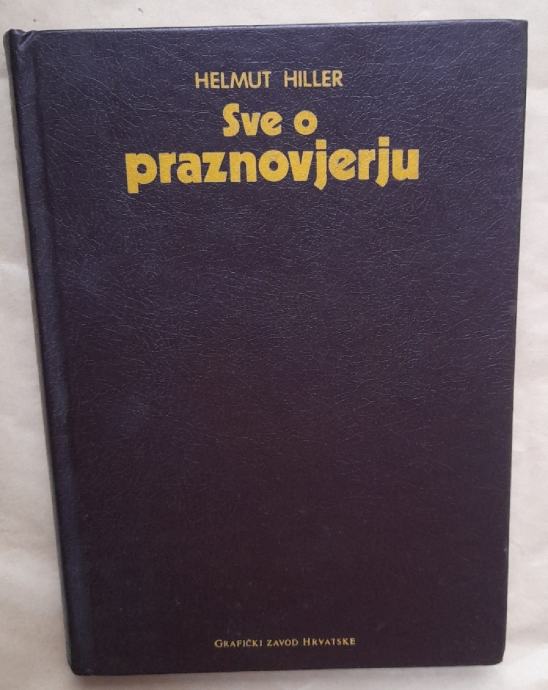 HELMUT HILLER
Sve o
praznovjerju
GRAFIČKI ZAVOD HRVATSKE